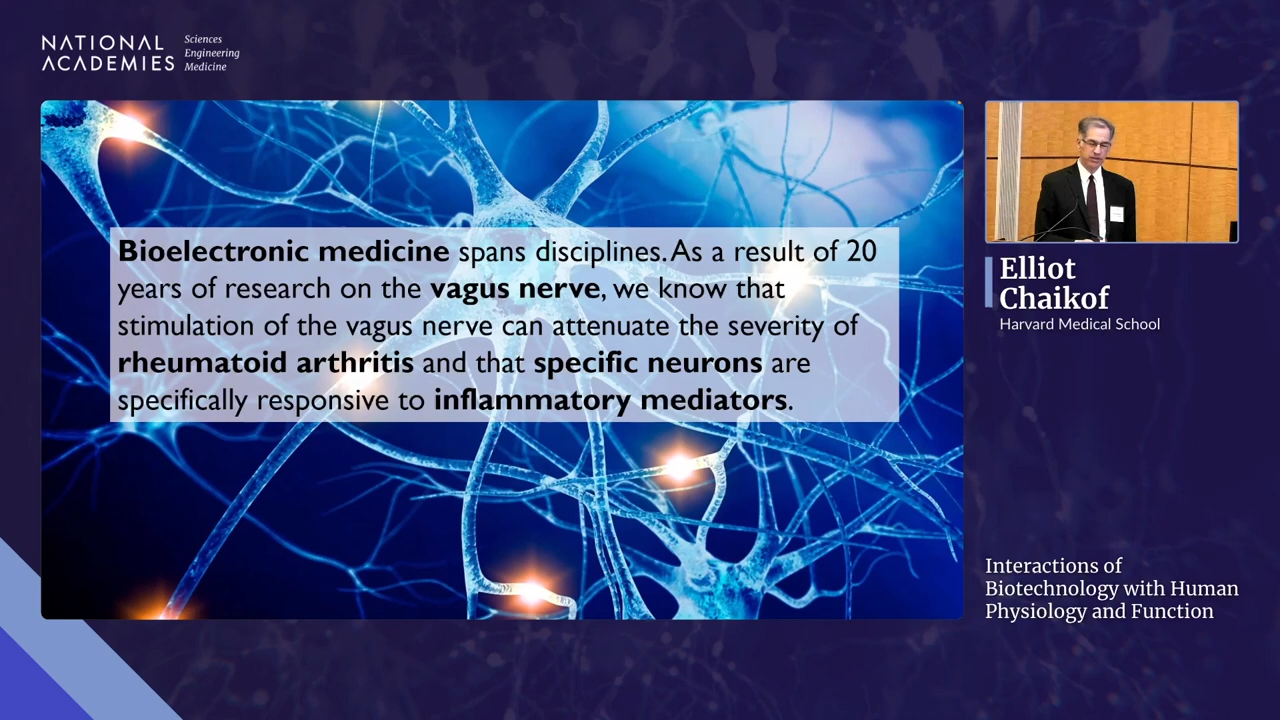 NATIONAL
ACADEMIES
Sciences
Engineering
Medicine
Bioelectronic medicine spans disciplines. As a result of 20
years of research on the vagus nerve, we know that
stimulation of the vagus nerve can attenuate the severity of
rheumatoid arthritis and that specific neurons are
specifically responsive to inflammatory mediators.
Elliot
Chaikof
Harvard Medical School
Interactions of
Biotechnology with Human
Physiology and Function